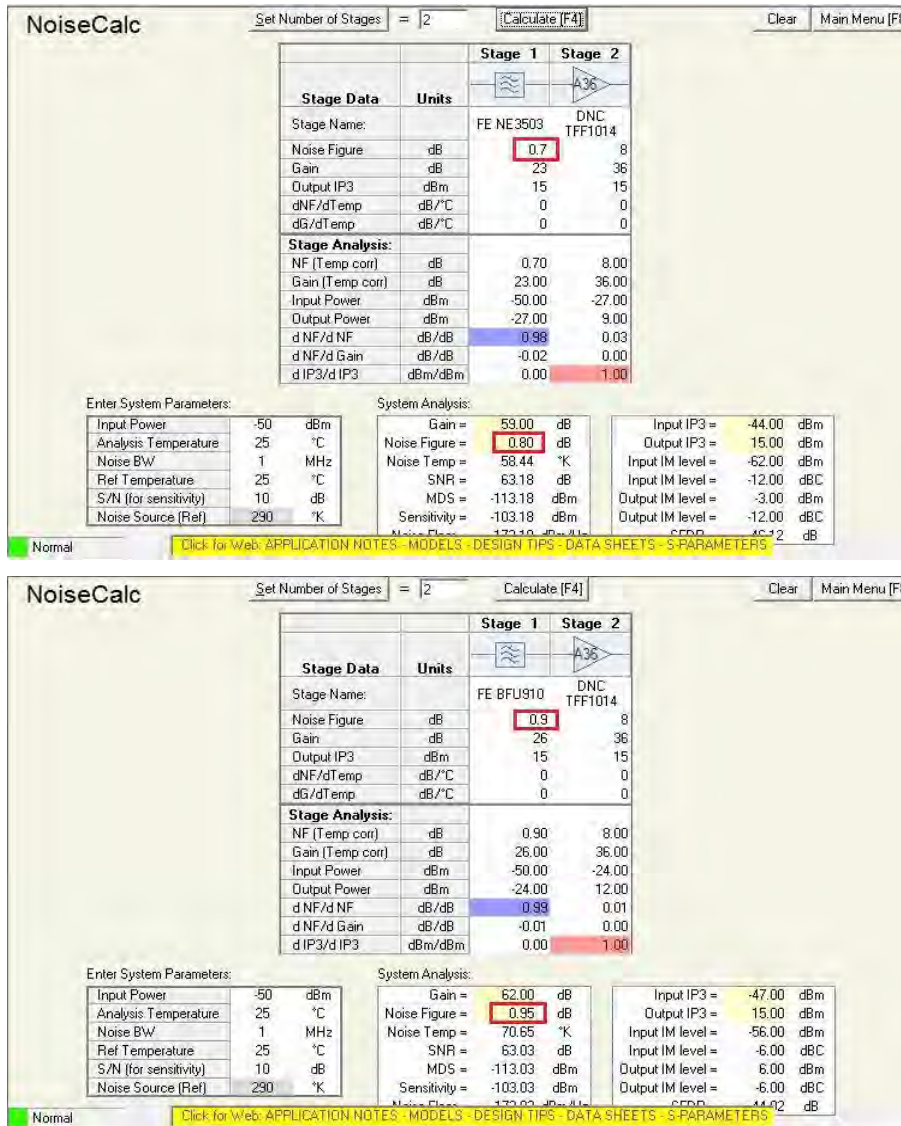 NoiseCalc Set Number of Stages = 2 Calculate [F4] Clear Main Menu [F8
Stage 1 Stage 2
A36
Stage Data Units
Stage Name: FE NE3503 DNC TFF1014
Noise Figure dB 0.7 8
Gain dB 23 36
Output IP3 dBm 15 15
dNF/dTemp dB/°C 0 0
dG/dTemp dB/°C 0 0
Stage Analysis:
NF (Temp corr) dB 0.70 8.00
Gain (Temp corr) dB 23.00 36.00
Input Power dBm -50.00 -27.00
Output Power dBm -27.00 9.00
d NF/d NF dB/dB 0.98 0.03
d NF/d Gain dB/dB -0.02 0.00
d IP3/d IP3 dBm/dBm 0.00 1.00
Enter System Parameters: System Analysis:
Input Power -50 dBm Gain = 59.00 dB Input IP3 = -44.00 dBm
Analysis Temperature 25 °C Noise Figure = 0.80 dB Output IP3 = 15.00 dBm
Noise BW 1 MHz Noise Temp = 58.44 °K Input IM level = -62.00 dBm
Ref Temperature 25 °C SNR = 63.18 dB Input IM level = -12.00 dBC
S/N (for sensitivity) 10 dB MDS = -113.18 dBm Output IM level = -3.00 dBm
Noise Source (Ref) 290 °K Sensitivity = -103.18 dBm Output IM level = -12.00 dBC
Normal Click for Web: APPLICATION NOTES - MODELS - DESIGN TIPS - DATA SHEETS - S-PARAMETERS dB
NoiseCalc Set Number of Stages = 2 Calculate [F4] Clear Main Menu [F8
Stage 1 Stage 2
A36
Stage Data Units
Stage Name: FE BFU910 DNC TFF1014
Noise Figure dB 0.9 8
Gain dB 26 36
Output IP3 dBm 15 15
dNF/dTemp dB/°C 0 0
dG/dTemp dB/°C 0 0
Stage Analysis:
NF (Temp corr) dB 0.90 8.00
Gain (Temp corr) dB 26.00 36.00
Input Power dBm -50.00 -24.00
Output Power dBm -24.00 12.00
d NF/d NF dB/dB 0.99 0.01
d NF/d Gain dB/dB -0.01 0.00
d IP3/d IP3 dBm/dBm 0.00 1.00
Enter System Parameters: System Analysis:
Input Power -50 dBm Gain = 62.00 dB Input IP3 = -47.00 dBm
Analysis Temperature 25 °C Noise Figure = 0.95 dB Output IP3 = 15.00 dBm
Noise BW 1 MHz Noise Temp = 70.65 °K Input IM level = -56.00 dBm
Ref Temperature 25 °C SNR = 63.03 dB Input IM level = -6.00 dBC
S/N (for sensitivity) 10 dB MDS = -113.03 dBm Output IM level = 6.00 dBm
Noise Source (Ref) 290 °K Sensitivity = -103.03 dBm Output IM level = -6.00 dBC
Normal Click for Web: APPLICATION NOTES - MODELS - DESIGN TIPS - DATA SHEETS - S-PARAMETERS dB